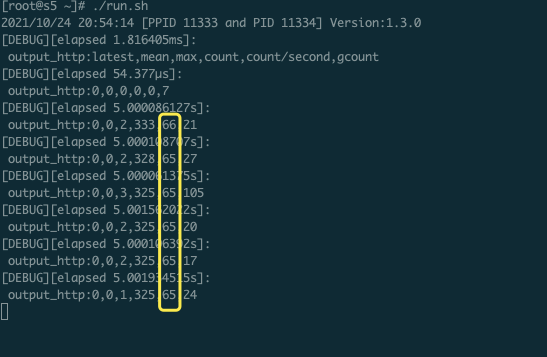 [root@s5 ~]# ./run.sh
2021/10/24 20:54:14 [PPID 11333 and PID 11334] Version:1.3.0
[DEBUG][elapsed 1.816405ms]:
output_http:latest,mean,max,count,count/second,gcount
[DEBUG][elapsed 54.377µs]:
output_http:0,0,0,0,0,7
[DEBUG][elapsed 5.000086127s]:
output_http:0,0,2,333,66,21
[DEBUG][elapsed 5.000108707s]:
output_http:0,0,2,328,65,27
[DEBUG][elapsed 5.000061375s]:
output_http:0,0,3,325,65,105
[DEBUG][elapsed 5.001562022s]:
output_http:0,0,2,325,65,20
[DEBUG][elapsed 5.000106392s]:
output_http:0,0,2,325,65,17
[DEBUG][elapsed 5.001934515s]:
output_http:0,0,1,325,65,24